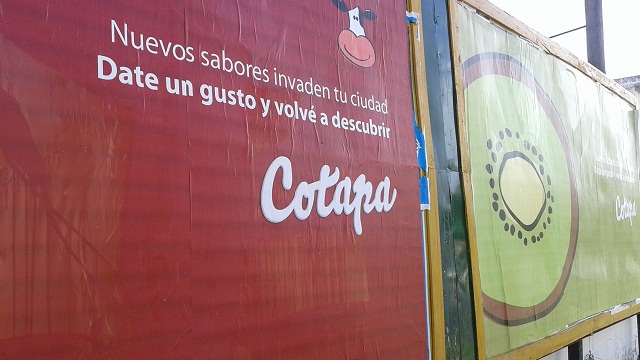 Nuevos sabores invaden tu ciudad
Date un gusto y volvé a descubrir
Cotapa
Cotapa